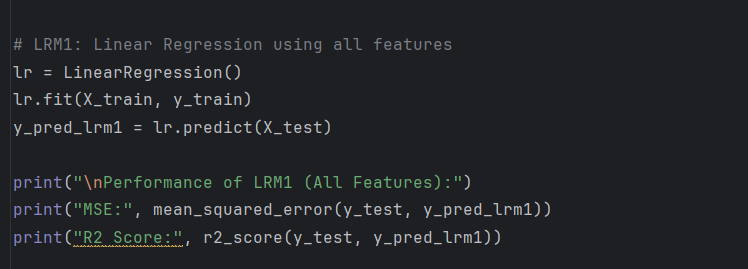 # LRM1: Linear Regression using all features
lr = LinearRegression()
lr.fit(X_train, y_train)
y_pred_lrm1 = lr.predict(X_test)
print("\nPerformance of LRM1 (All Features):")
print("MSE:", mean_squared_error(y_test, y_pred_lrm1))
print("R2 Score:", r2_score(y_test, y_pred_lrm1))